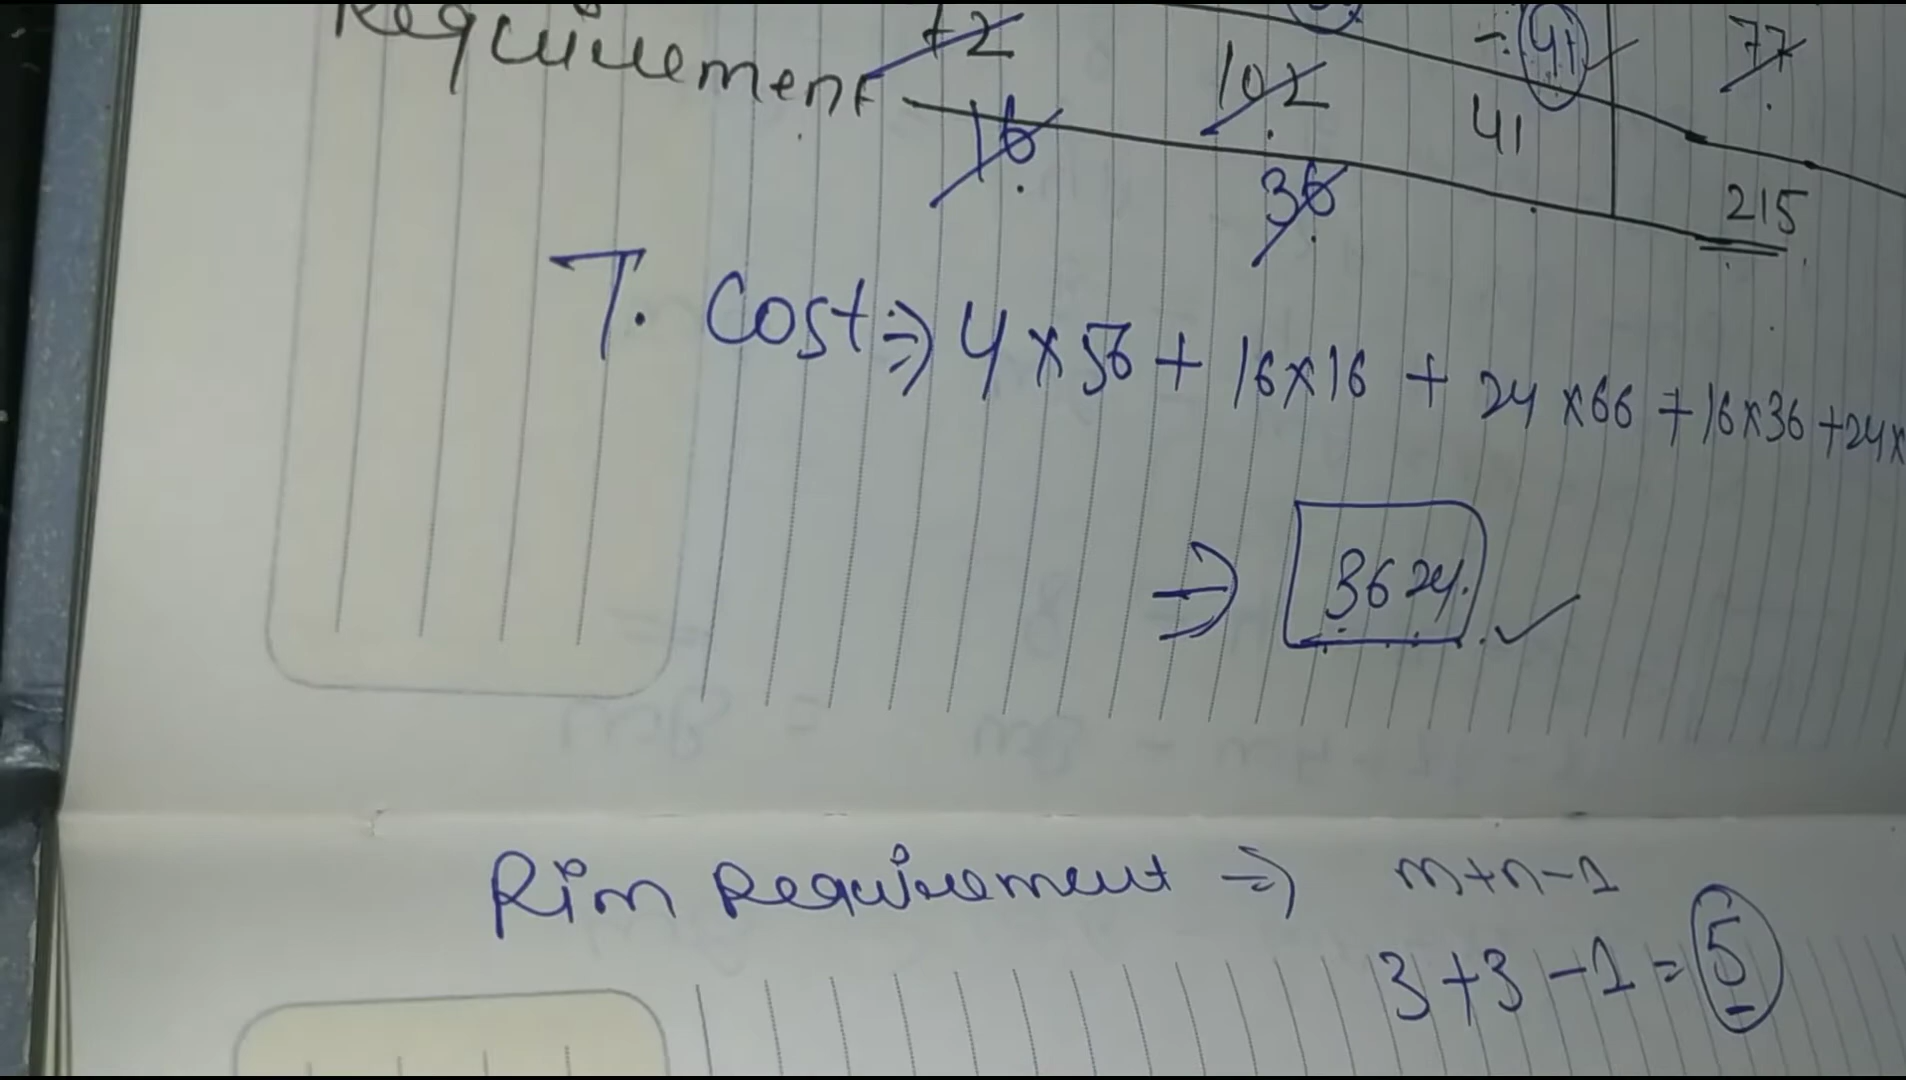 Requirement 72 102 41 215
16 36
41 77
T. Cost ⇒ 4×56 + 16×16 + 24×66 + 16×36 + 24×
⇒ 3624.
Rim Requirement ⇒ m+n-1
3+3-1=5